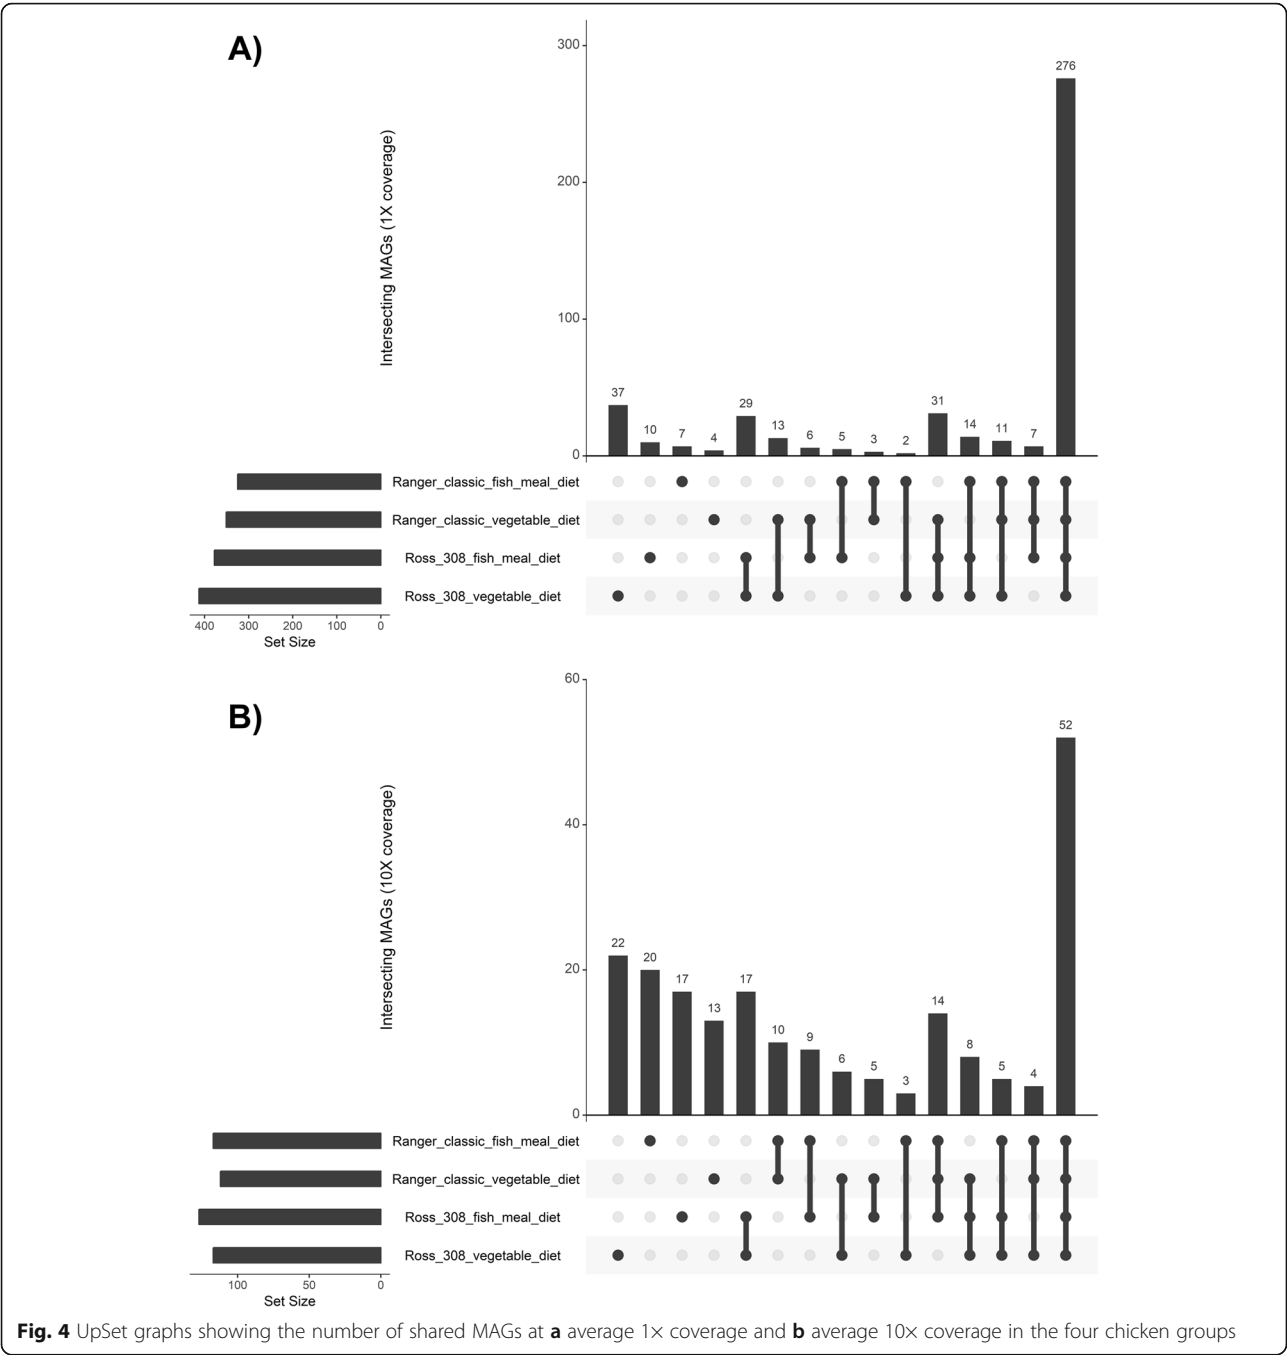 A)
300
200
100
0
Intersecting MAGs (1X coverage)
37 10 7 4 29 13 6 5 3 2 31 14 11 7 276
Ranger_classic_fish_meal_diet
Ranger_classic_vegetable_diet
Ross_308_fish_meal_diet
Ross_308_vegetable_diet
400 300 200 100 0
Set Size
B)
60
40
20
0
Intersecting MAGs (10X coverage)
22 20 17 13 17 10 9 6 5 3 14 8 5 4 52
Ranger_classic_fish_meal_diet
Ranger_classic_vegetable_diet
Ross_308_fish_meal_diet
Ross_308_vegetable_diet
100 50 0
Set Size
Fig. 4 UpSet graphs showing the number of shared MAGs at a average 1× coverage and b average 10× coverage in the four chicken groups